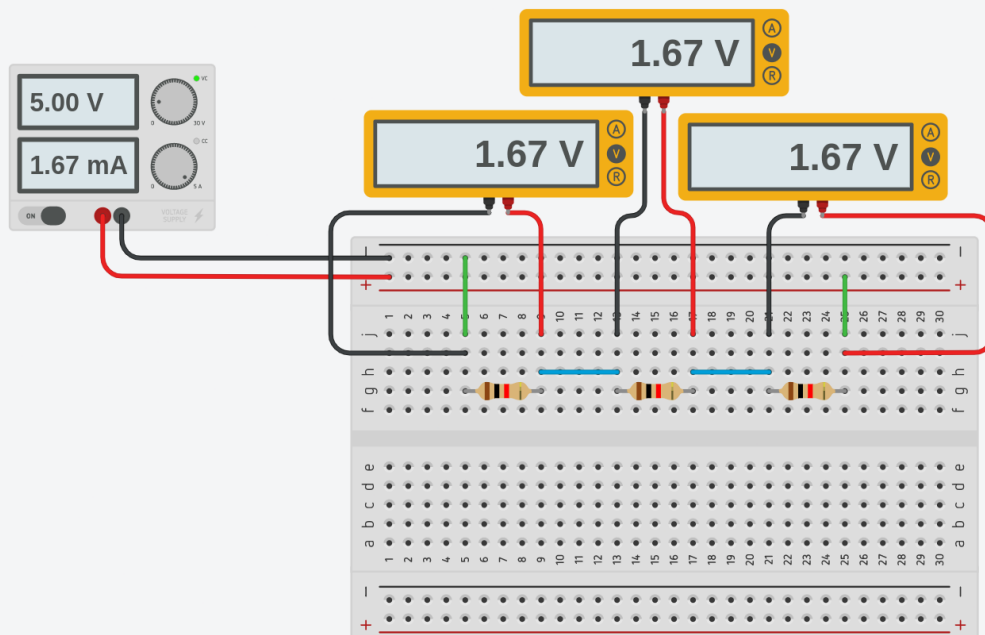 1.67 V
A
V
R
5.00 V
VC
0 30 V
CC
1.67 mA
0 5 A
ON
VOLTAGE
SUPPLY
1.67 V
A
V
R
1.67 V
A
V
R
− −
+ +
1 2 3 4 5 6 7 8 9 10 11 12 13 14 15 16 17 18 19 20 21 22 23 24 25 26 27 28 29 30
j j
h h
g g
f f
e e
d d
c c
b b
a a
1 2 3 4 5 6 7 8 9 10 11 12 13 14 15 16 17 18 19 20 21 22 23 24 25 26 27 28 29 30
− −
+ +